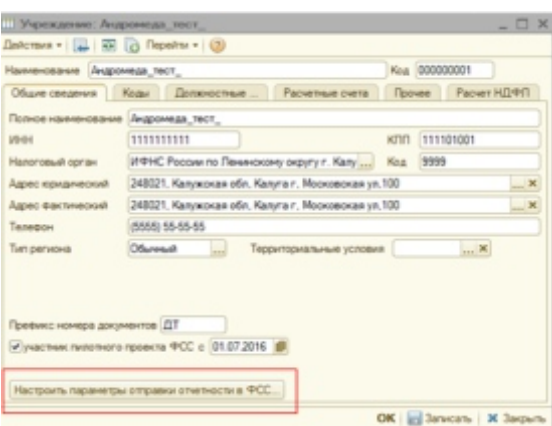 Учреждение: Андромеда_тест_
Действия Перейти
Наименование Андромеда_тест_ Код 000000001
Общие сведения Коды Должностные ... Расчетные счета Прочее Расчет НДФЛ
Полное наименование Андромеда_тест_
ИНН 1111111111 КПП 111101001
Налоговый орган ИФНС России по Ленинскому округу г. Калу ... Код 9999
Адрес юридический 248021, Калужская обл, Калуга г, Московская ул,100 ... ×
Адрес фактический 248021, Калужская обл, Калуга г, Московская ул,100 ... ×
Телефон (5555) 55-55-55
Тип региона Обычный ... Территориальные условия ... ×
Префикс номера документов ДТ
участник пилотного проекта ФСС с 01.07.2016
Настроить параметры отправки отчетности в ФСС...
OK Записать Закрыть